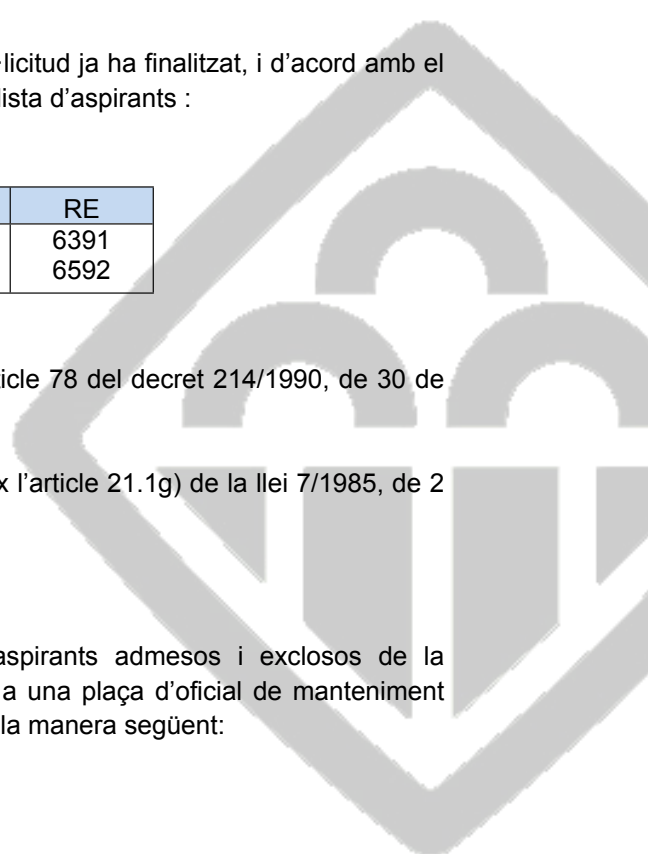 licitud ja ha finalitzat, i d’acord amb el
lista d’aspirants :
RE
6391
6592
ticle 78 del decret 214/1990, de 30 de
x l’article 21.1g) de la llei 7/1985, de 2
aspirants admesos i exclosos de la
a una plaça d’oficial de manteniment
la manera següent: